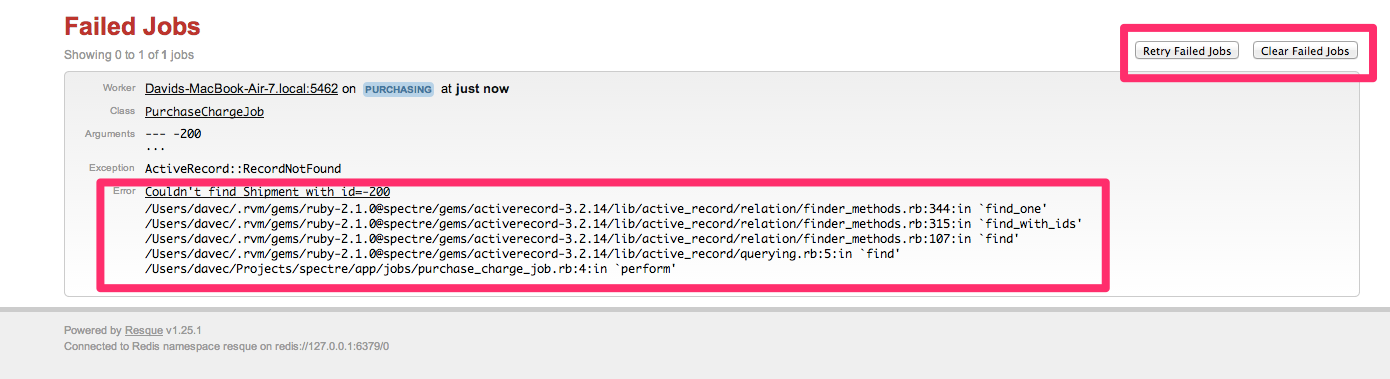 Failed Jobs
Showing 0 to 1 of 1 jobs
Retry Failed Jobs Clear Failed Jobs
Worker Davids-MacBook-Air-7.local:5462 on PURCHASING at just now
Class PurchaseChargeJob
Arguments --- -200
...
Exception ActiveRecord::RecordNotFound
Error Couldn't find Shipment with id=-200
/Users/davec/.rvm/gems/ruby-2.1.0@spectre/gems/activerecord-3.2.14/lib/active_record/relation/finder_methods.rb:344:in `find_one'
/Users/davec/.rvm/gems/ruby-2.1.0@spectre/gems/activerecord-3.2.14/lib/active_record/relation/finder_methods.rb:315:in `find_with_ids'
/Users/davec/.rvm/gems/ruby-2.1.0@spectre/gems/activerecord-3.2.14/lib/active_record/relation/finder_methods.rb:107:in `find'
/Users/davec/.rvm/gems/ruby-2.1.0@spectre/gems/activerecord-3.2.14/lib/active_record/querying.rb:5:in `find'
/Users/davec/Projects/spectre/app/jobs/purchase_charge_job.rb:4:in `perform'
Powered by Resque v1.25.1
Connected to Redis namespace resque on redis://127.0.0.1:6379/0